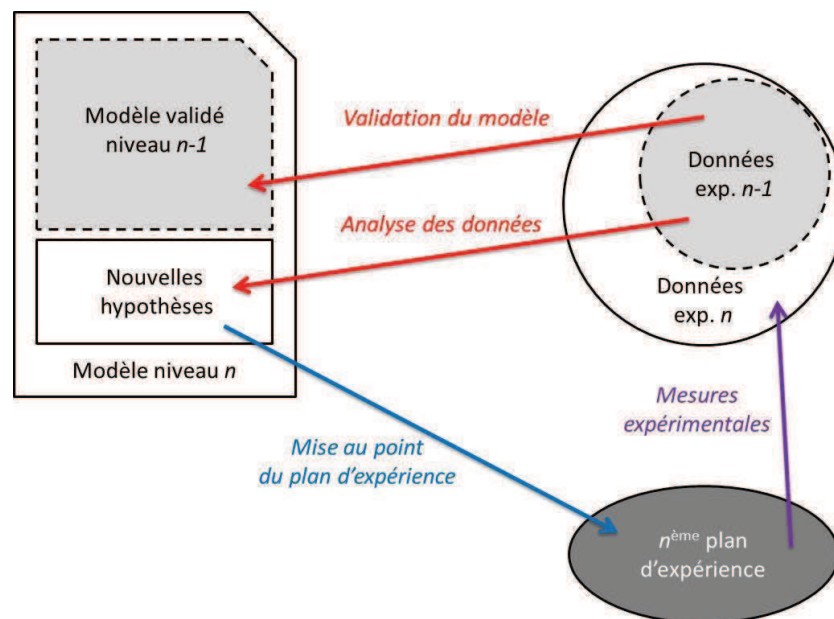 Modèle validé
niveau n-1
Nouvelles
hypothèses
Modèle niveau n
Validation du modèle
Analyse des données
Données
exp. n-1
Données
exp. n
Mesures
expérimentales
Mise au point
du plan d’expérience
nème plan
d’expérience